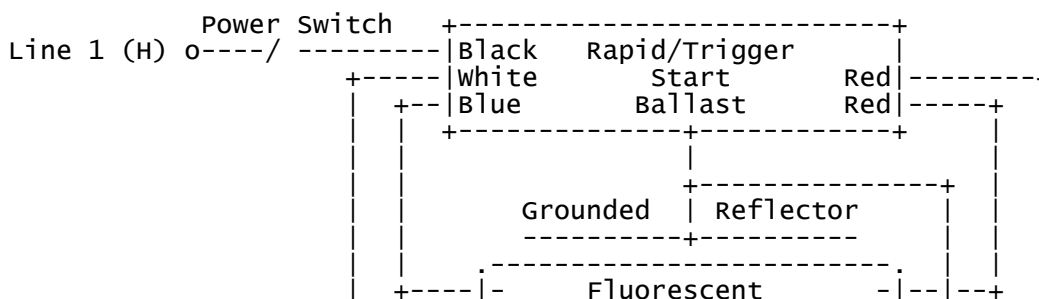 Power Switch
Line 1 (H) o----/ ---------|Black Rapid/Trigger |
+-----|White Start Red|---------+
| +--|Blue Ballast Red|-----+
Grounded | Reflector
| +----|- Fluorescent -|--|--+